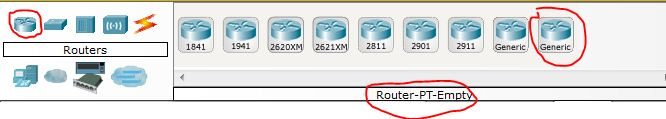 1841 1941 2620XM 2621XM 2811 2901 2911 Generic Generic
Routers
Router-PT-Empty